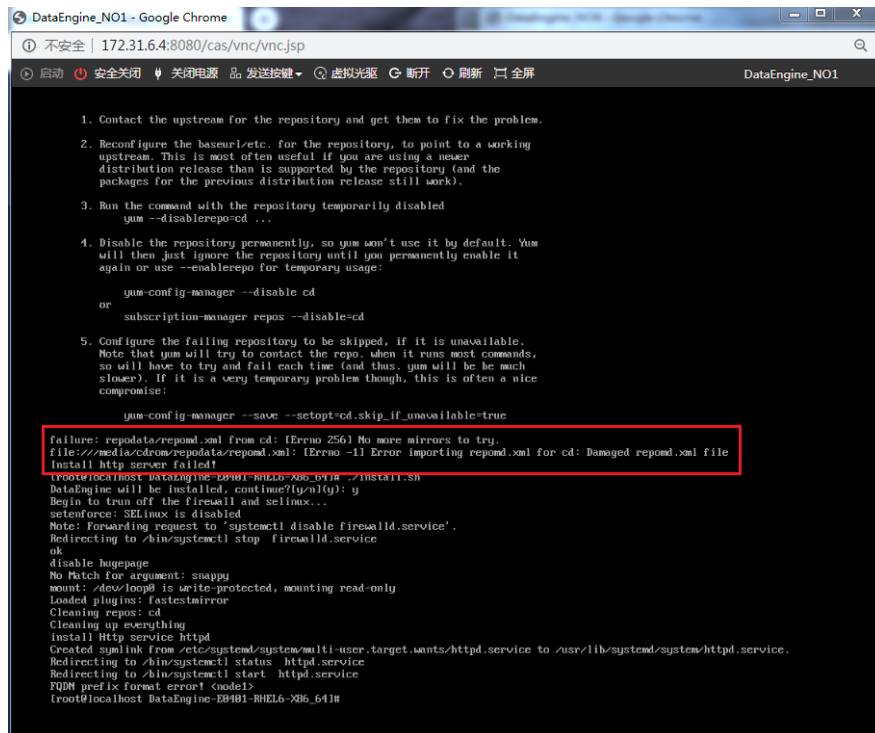 DataEngine_NO1 - Google Chrome
不安全 | 172.31.6.4:8080/cas/vnc/vnc.jsp
启动 安全关闭 关闭电源 发送按键 虚拟光驱 断开 刷新 全屏 DataEngine_NO1
1. Contact the upstream for the repository and get them to fix the problem.
2. Reconfigure the baseurl/etc. for the repository, to point to a working
upstream. This is most often useful if you are using a newer
distribution release than is supported by the repository (and the
packages for the previous distribution release still work).
3. Run the command with the repository temporarily disabled
yum --disablerepo=cd ...
4. Disable the repository permanently, so yum won't use it by default. Yum
will then just ignore the repository until you permanently enable it
again or use --enablerepo for temporary usage:
yum-config-manager --disable cd
or
subscription-manager repos --disable=cd
5. Configure the failing repository to be skipped, if it is unavailable.
Note that yum will try to contact the repo. when it runs most commands,
so will have to try and fail each time (and thus. yum will be be much
slower). If it is a very temporary problem though, this is often a nice
compromise:
yum-config-manager --save --setopt=cd.skip_if_unavailable=true
failure: repodata/repomd.xml from cd: [Errno 256] No more mirrors to try.
file:///media/cdrom/repodata/repomd.xml: [Errno -1] Error importing repomd.xml for cd: Damaged repomd.xml file
Install http server failed!
[root@localhost DataEngine-E0401-RHEL6-X86_64]# ./install.sh
DataEngine will be installed, continue?[y/n](y): y
Begin to trun off the firewall and selinux...
setenforce: SELinux is disabled
Note: Forwarding request to 'systemctl disable firewalld.service'.
Redirecting to /bin/systemctl stop  firewalld.service
ok
disable hugepage
No Match for argument: snappy
mount: /dev/loop0 is write-protected, mounting read-only
Loaded plugins: fastestmirror
Cleaning repos: cd
Cleaning up everything
install Http service httpd
Created symlink from /etc/systemd/system/multi-user.target.wants/httpd.service to /usr/lib/systemd/system/httpd.service.
Redirecting to /bin/systemctl status  httpd.service
Redirecting to /bin/systemctl start  httpd.service
FQDN prefix format error! <node1>
[root@localhost DataEngine-E0401-RHEL6-X86_64]#